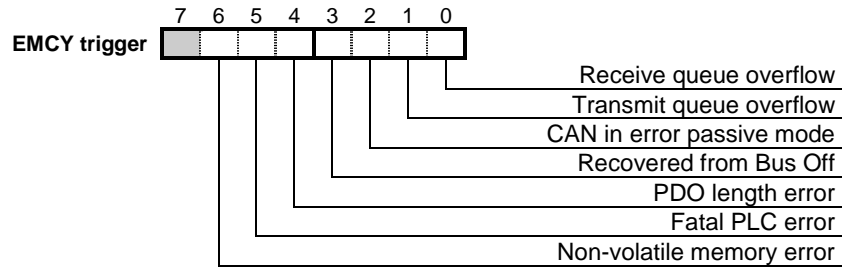 7 6 5 4 3 2 1 0
EMCY trigger
Receive queue overflow
Transmit queue overflow
CAN in error passive mode
Recovered from Bus Off
PDO length error
Fatal PLC error
Non-volatile memory error